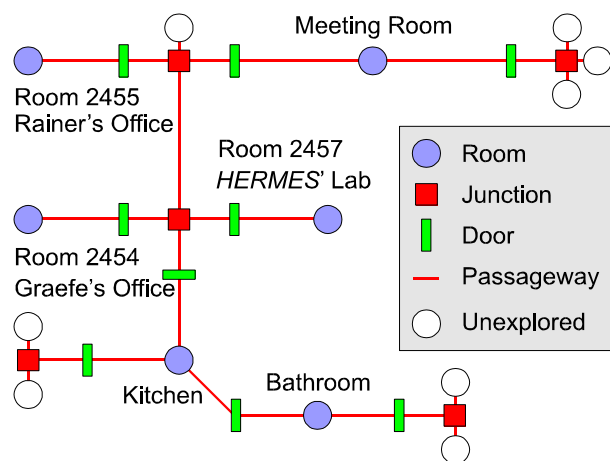 Meeting Room
Room 2455
Rainer's Office
Room 2457
HERMES' Lab
Room 2454
Graefe's Office
Kitchen
Bathroom
Room
Junction
Door
Passageway
Unexplored